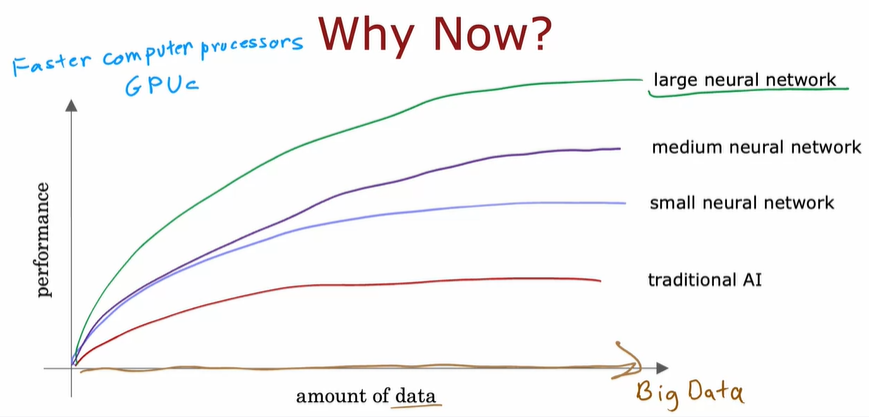 Why Now?
Faster computer processors
GPUs
large neural network
medium neural network
small neural network
traditional AI
performance
amount of data
Big Data